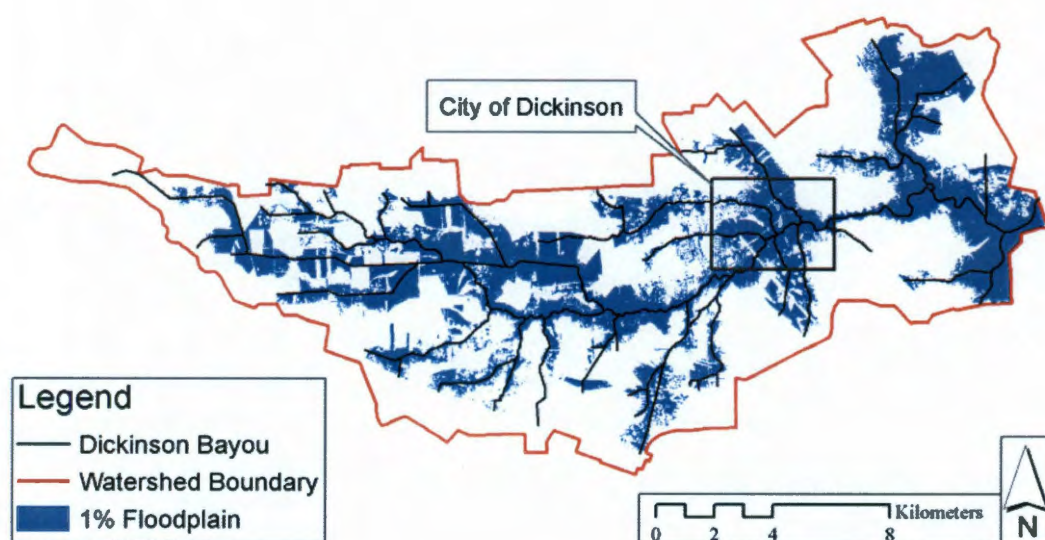 City of Dickinson
Legend
Dickinson Bayou
Watershed Boundary
1% Floodplain
Kilometers
0 2 4 8
N